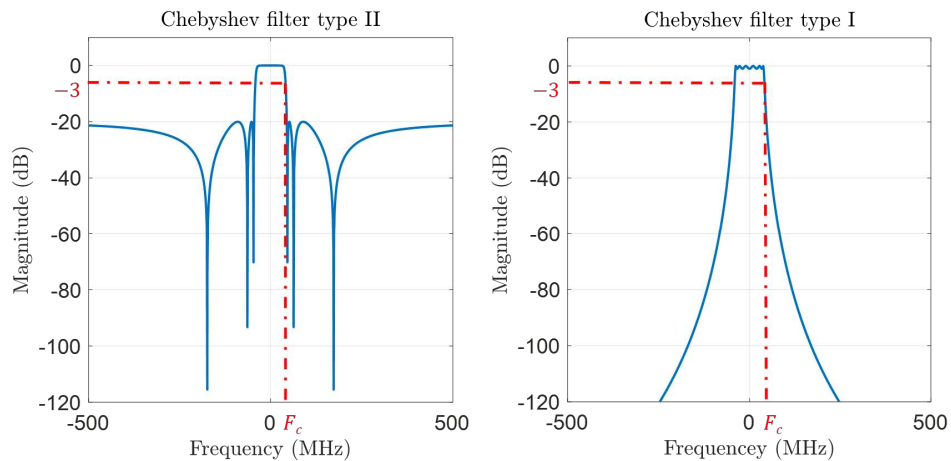 Chebyshev filter type II
0
−3
-20
-40
-60
-80
-100
-120
-500
0
F_c
500
Magnitude (dB)
Frequency (MHz)
Chebyshev filter type I
0
−3
-20
-40
-60
-80
-100
-120
-500
0
F_c
500
Magnitude (dB)
Frequencey (MHz)